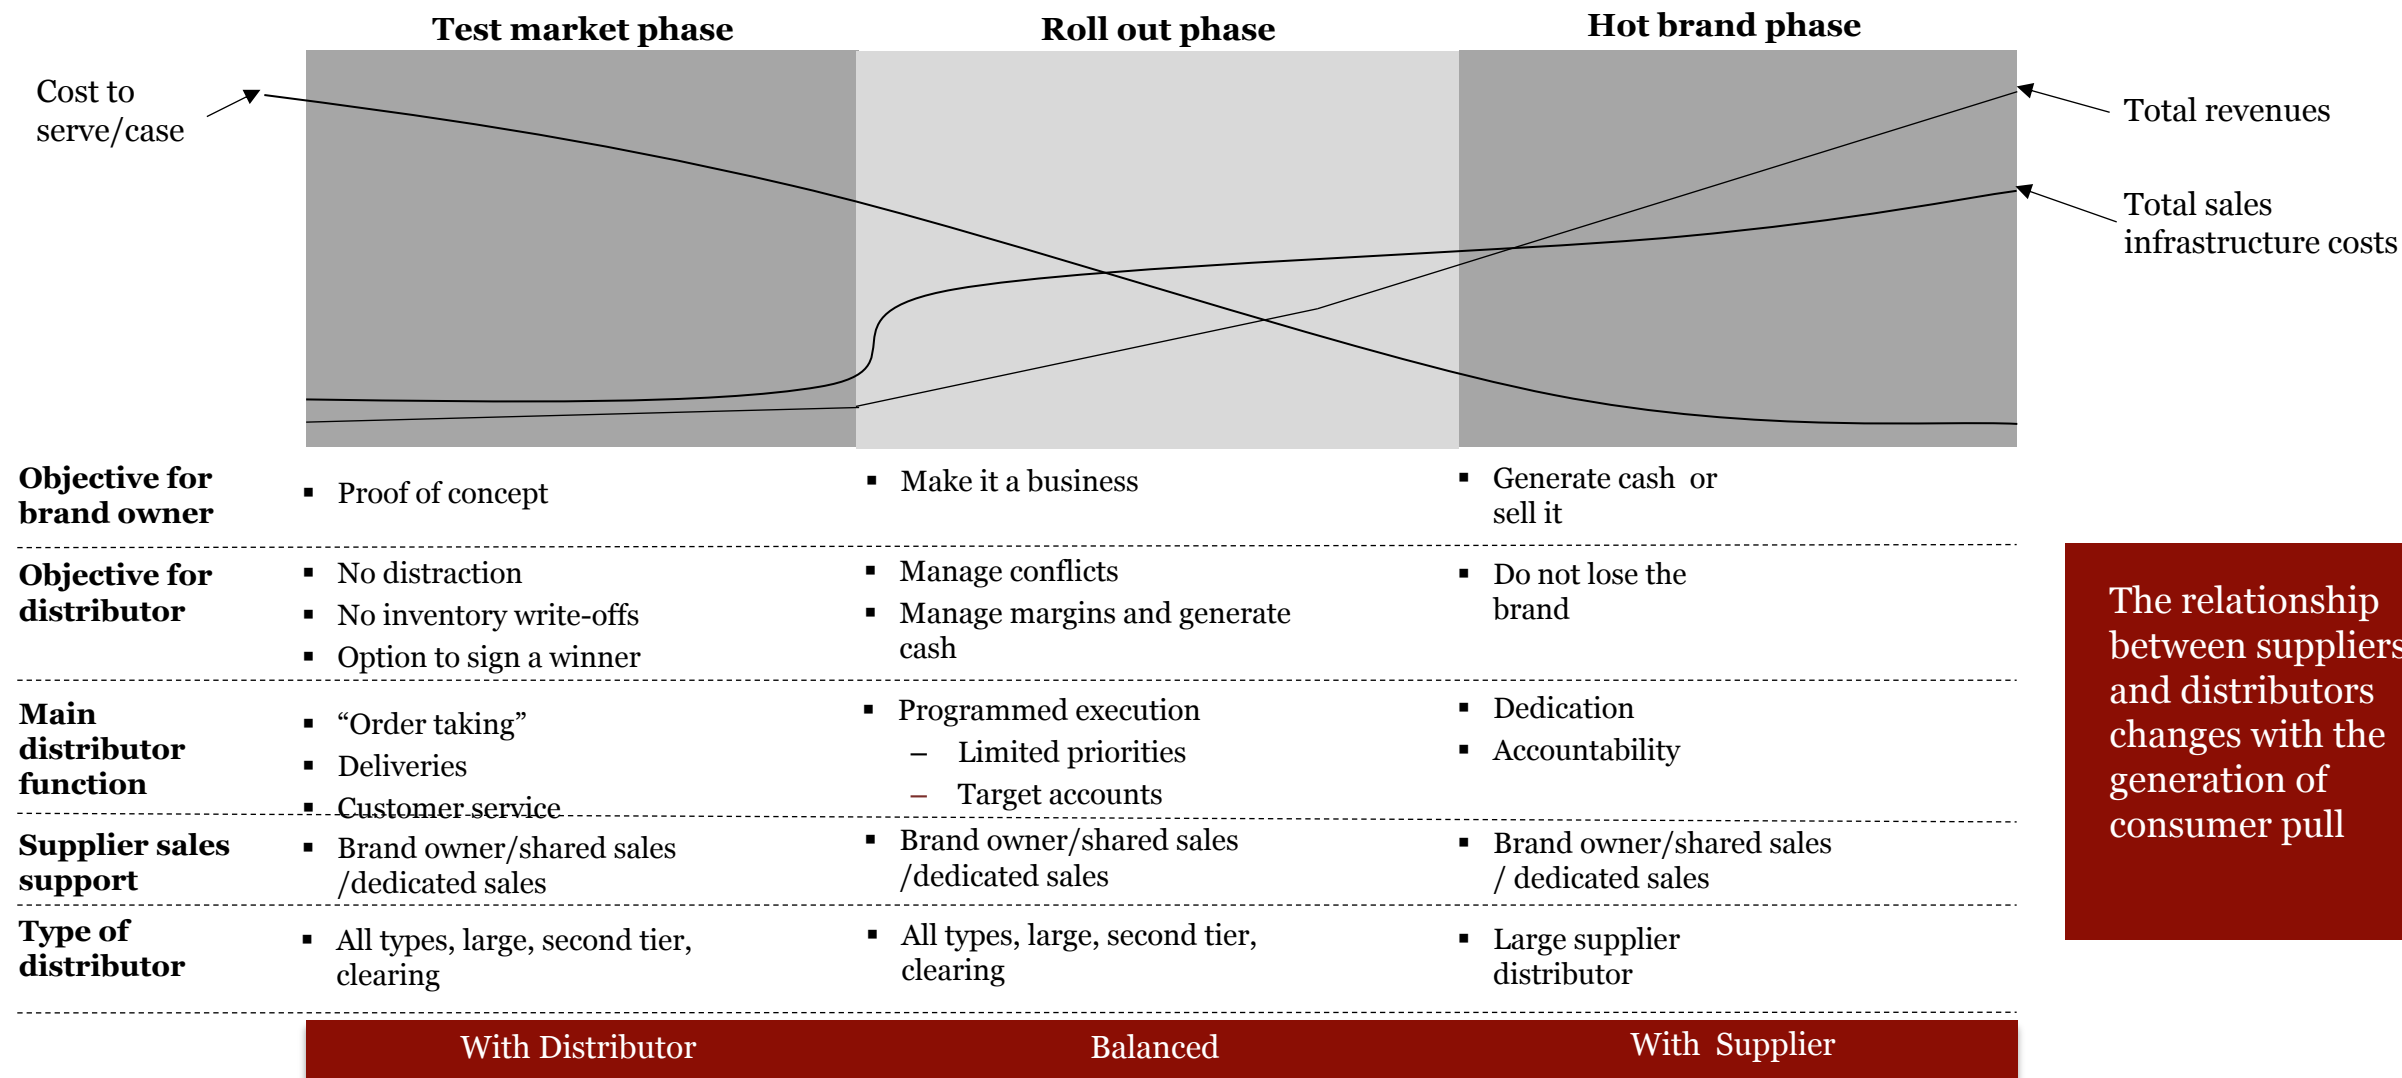 Test market phase
Roll out phase
Hot brand phase
Cost to
serve/case
Total revenues
Total sales
infrastructure costs
Objective for
brand owner
▪ Proof of concept
▪ Make it a business
▪ Generate cash or
sell it
Objective for
distributor
▪ No distraction
▪ No inventory write-offs
▪ Option to sign a winner
▪ Manage conflicts
▪ Manage margins and generate
cash
▪ Do not lose the
brand
Main
distributor
function
▪ “Order taking”
▪ Deliveries
▪ Customer service
▪ Programmed execution
– Limited priorities
– Target accounts
▪ Dedication
▪ Accountability
Supplier sales
support
▪ Brand owner/shared sales
/dedicated sales
▪ Brand owner/shared sales
/dedicated sales
▪ Brand owner/shared sales
/ dedicated sales
Type of
distributor
▪ All types, large, second tier,
clearing
▪ All types, large, second tier,
clearing
▪ Large supplier
distributor
With Distributor
Balanced
With Supplier
The relationship
between suppliers
and distributors
changes with the
generation of
consumer pull